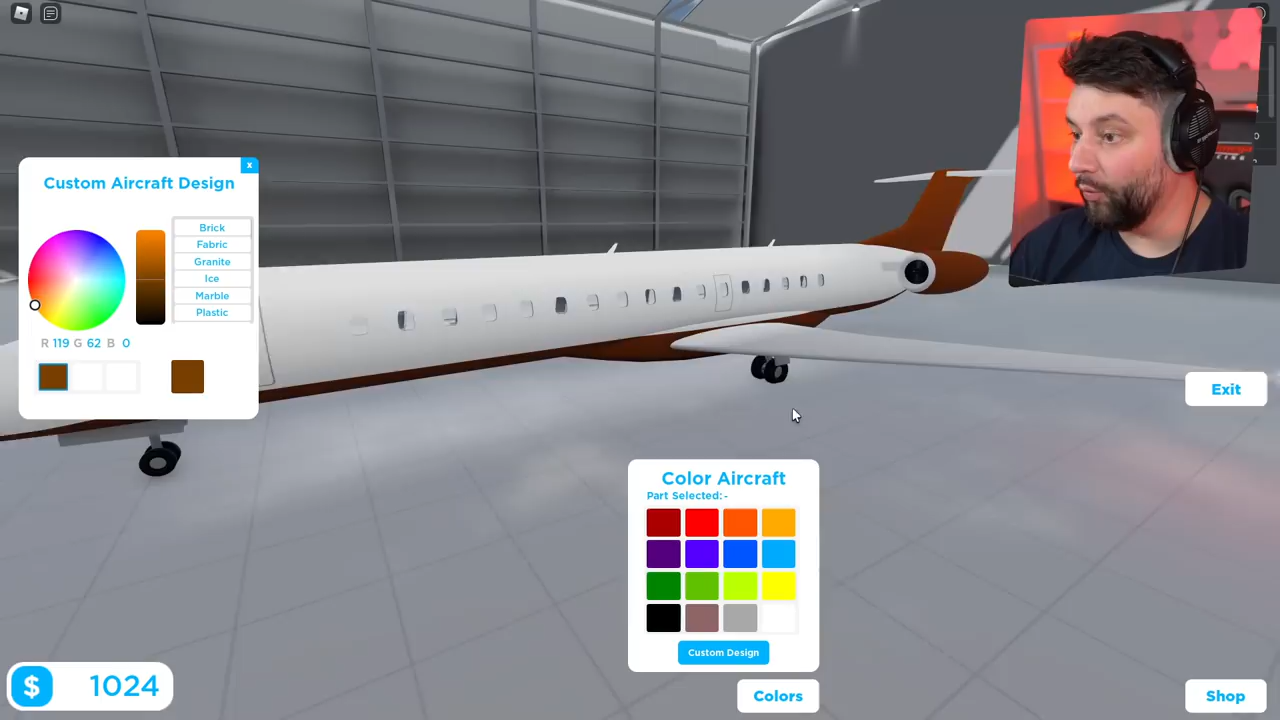 x
Custom Aircraft Design
Brick
Fabric
Granite
Ice
Marble
Plastic
R 119 G 62 B 0
Exit
Color Aircraft
Part Selected: -
Custom Design
$ 1024
Colors
Shop